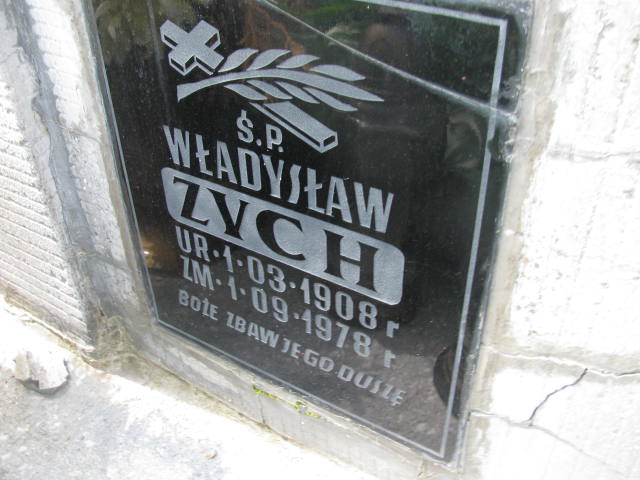 Ś.P.
WŁADYSŁAW
ZYCH
UR·1·03·1908 r
ZM·1·09·1978 r
BOŻE ZBAW JEGO DUSZĘ